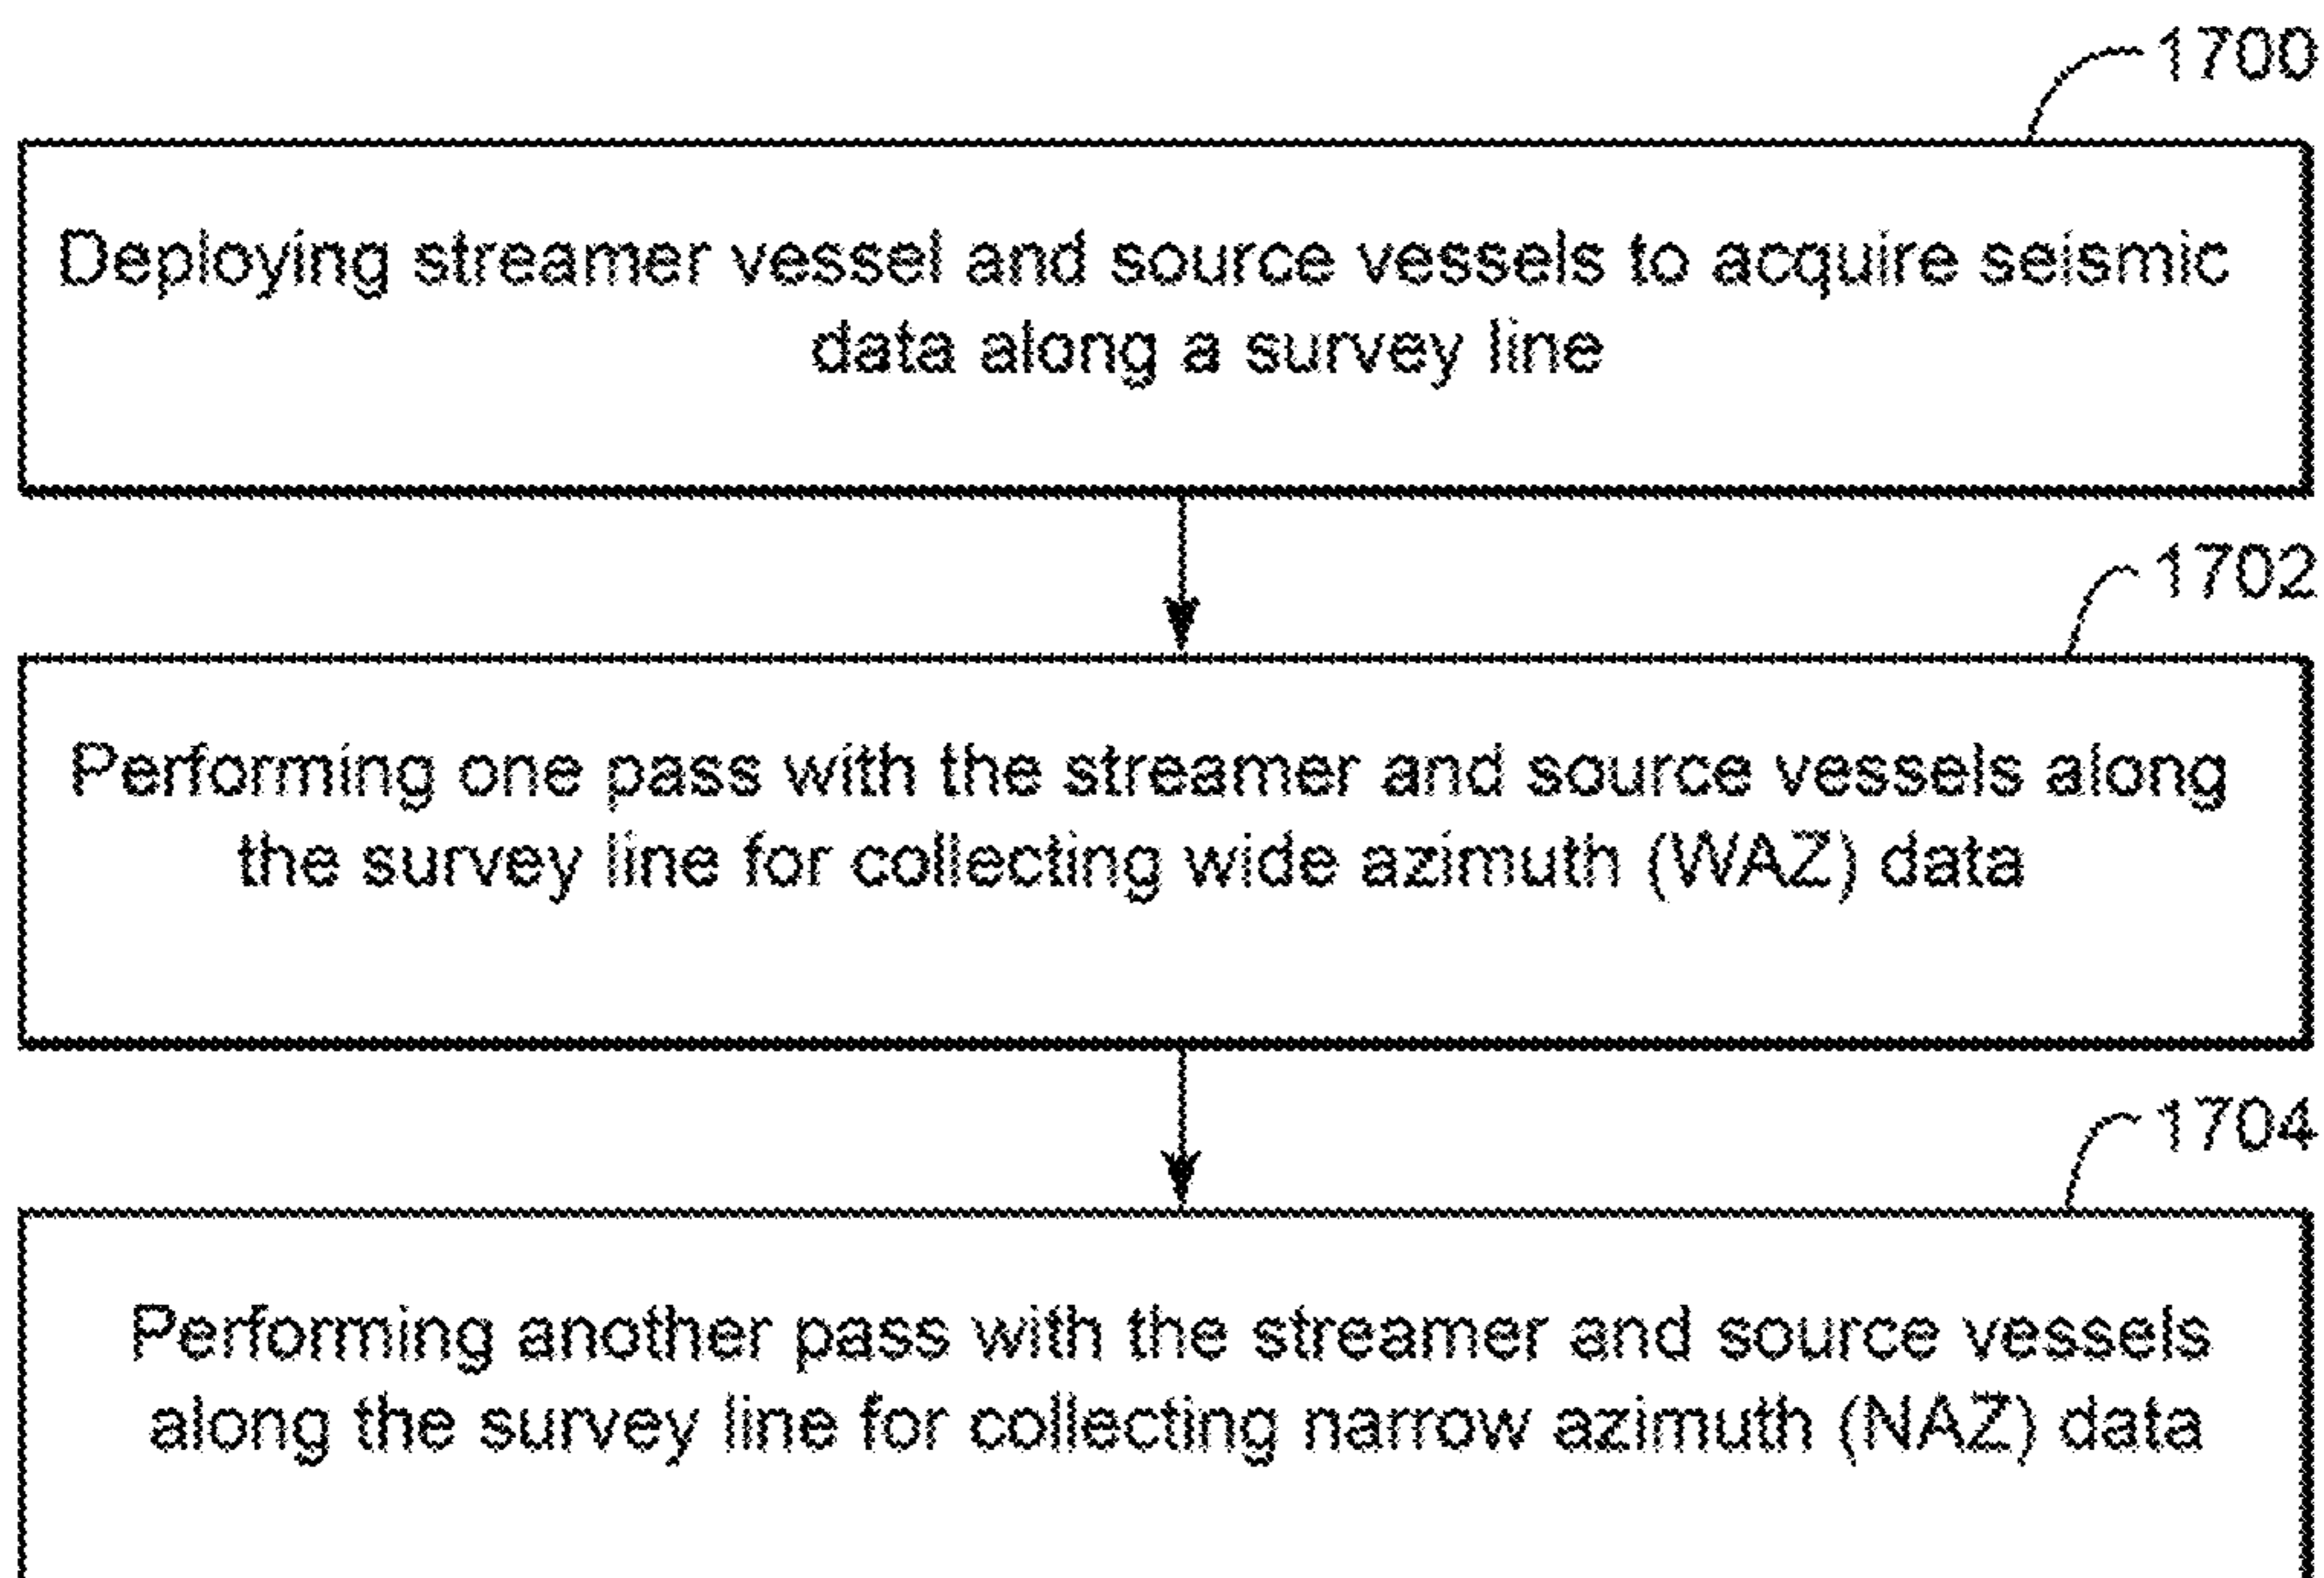 1700
Deploying streamer vessel and source vessels to acquire seismic
data along a survey line
1702
Performing one pass with the streamer and source vessels along
the survey line for collecting wide azimuth (WAZ) data
1704
Performing another pass with the streamer and source vessels
along the survey line for collecting narrow azimuth (NAZ) data